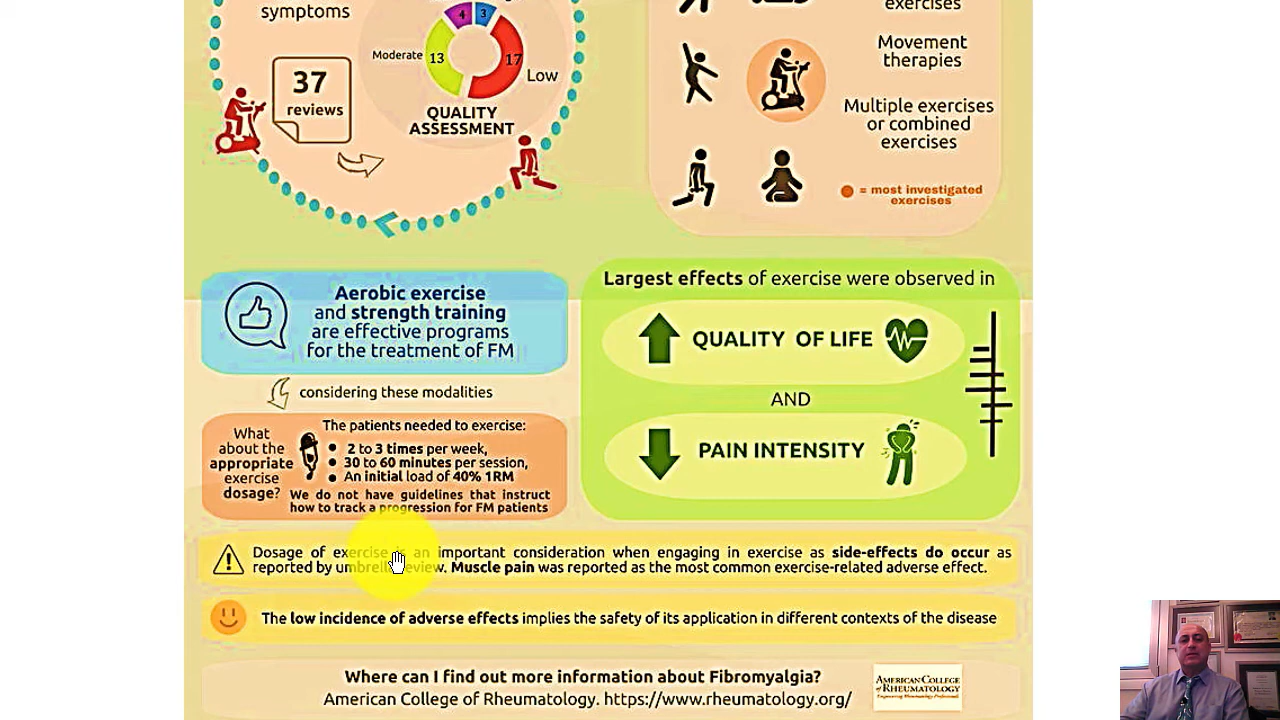 symptoms
37
reviews
4
3
Moderate 13
17
Low
QUALITY
ASSESSMENT
exercises
Movement
therapies
Multiple exercises
or combined
exercises
= most investigated
exercises
Aerobic exercise
and strength training
are effective programs
for the treatment of FM
considering these modalities
What
about the
appropriate
exercise
dosage?
The patients needed to exercise:
• 2 to 3 times per week,
• 30 to 60 minutes per session,
• An initial load of 40% 1RM
We do not have guidelines that instruct
how to track a progression for FM patients
Largest effects of exercise were observed in
QUALITY OF LIFE
AND
PAIN INTENSITY
Dosage of exercise is an important consideration when engaging in exercise as side-effects do occur as
reported by umbrella review. Muscle pain was reported as the most common exercise-related adverse effect.
The low incidence of adverse effects implies the safety of its application in different contexts of the disease
Where can I find out more information about Fibromyalgia?
American College of Rheumatology. https://www.rheumatology.org/
AMERICAN COLLEGE
of RHEUMATOLOGY